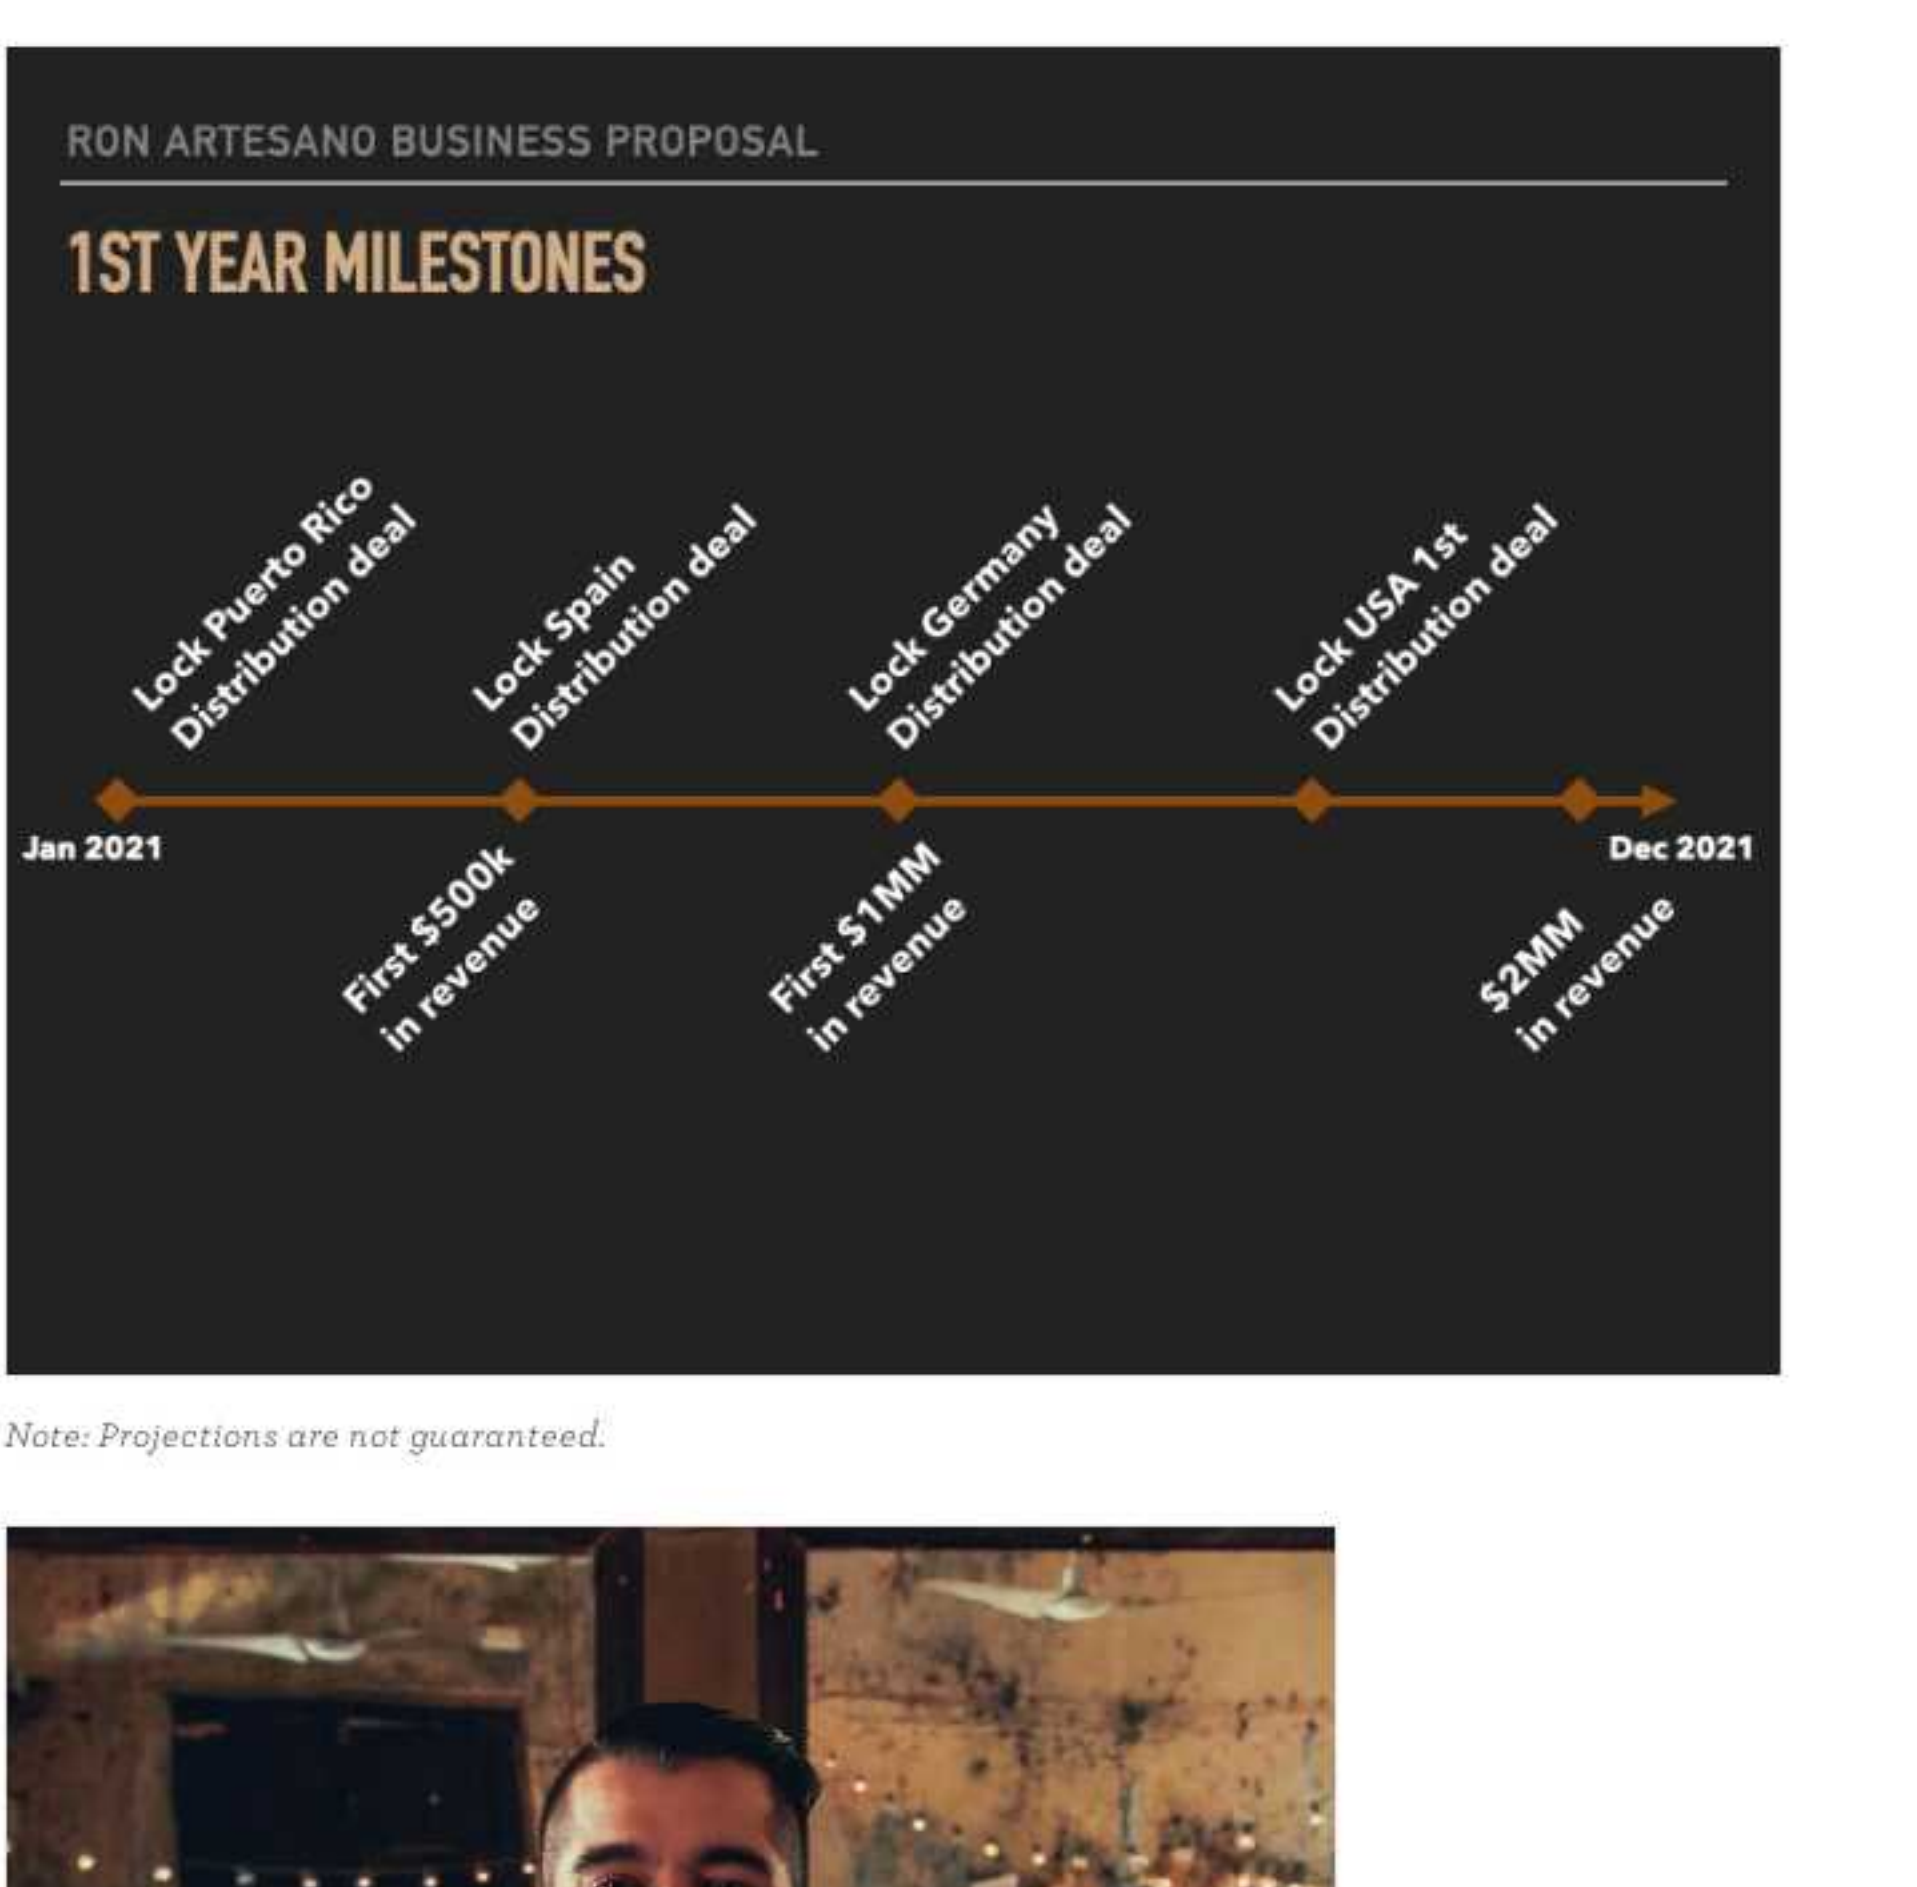 RON ARTESANO BUSINESS PROPOSAL
1ST YEAR MILESTONES
Lock Puerto Rico
Distribution deal
Lock Spain
Distribution deal
Lock Germany
Distribution deal
Lock USA 1st
Distribution deal
Jan 2021
Dec 2021
First $500k
in revenue
First $1MM
in revenue
$2MM
in revenue
Note: Projections are not guaranteed.